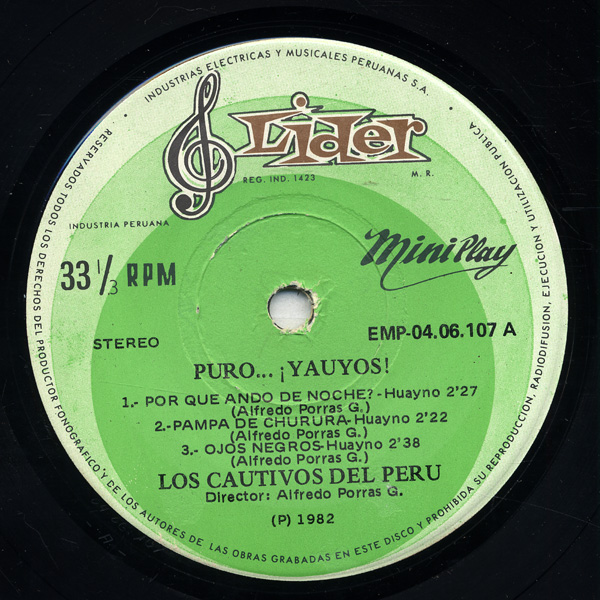 INDUSTRIAS ELECTRICAS Y MUSICALES PERUANAS S.A.
Lider
REG. IND. 1423
M. R.
INDUSTRIA PERUANA
33 1/3 RPM
MiniPlay
STEREO
EMP-04.06.107 A
PURO... ¡YAUYOS!
1.- POR QUE ANDO DE NOCHE?-Huayno 2'27
(Alfredo Porras G.)
2.-PAMPA DE CHURURA-Huayno 2'22
(Alfredo Porras G.)
3.- OJOS NEGROS-Huayno 2'38
(Alfredo Porras G.)
LOS CAUTIVOS DEL PERU
Director: Alfredo Porras G.
(P) 1982
RESERVADOS TODOS LOS DERECHOS DEL PRODUCTOR FONOGRAFICO Y DE LOS AUTORES DE LAS OBRAS GRABADAS EN ESTE DISCO Y PROHIBIDA SU REPRODUCCION, RADIODIFUSION, EJECUCION Y UTILIZACION PUBLICA